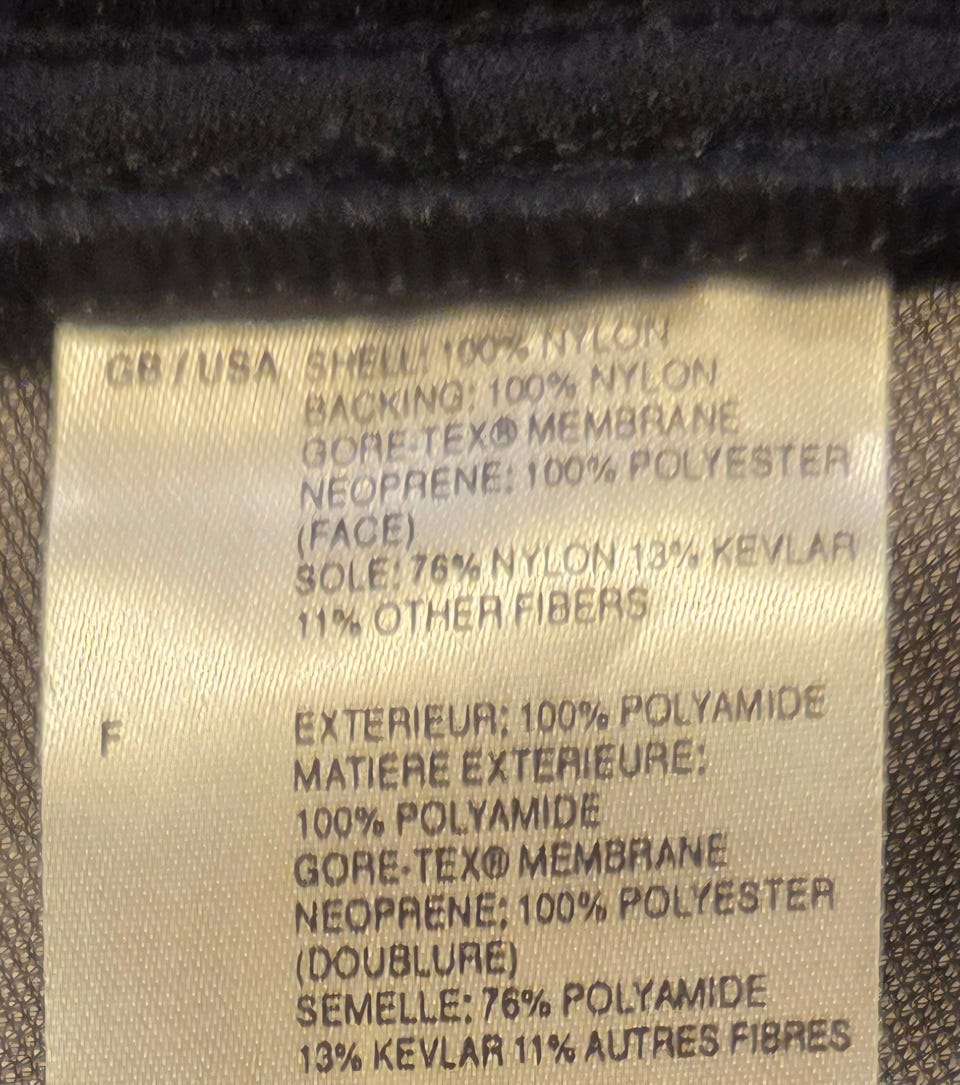 GB / USA SHELL: 100% NYLON
BACKING: 100% NYLON
GORE-TEX® MEMBRANE
NEOPRENE: 100% POLYESTER
(FACE)
SOLE: 76% NYLON 13% KEVLAR
11% OTHER FIBERS
F EXTERIEUR: 100% POLYAMIDE
MATIERE EXTERIEURE:
100% POLYAMIDE
GORE-TEX® MEMBRANE
NEOPRENE: 100% POLYESTER
(DOUBLURE)
SEMELLE: 76% POLYAMIDE
13% KEVLAR 11% AUTRES FIBRES